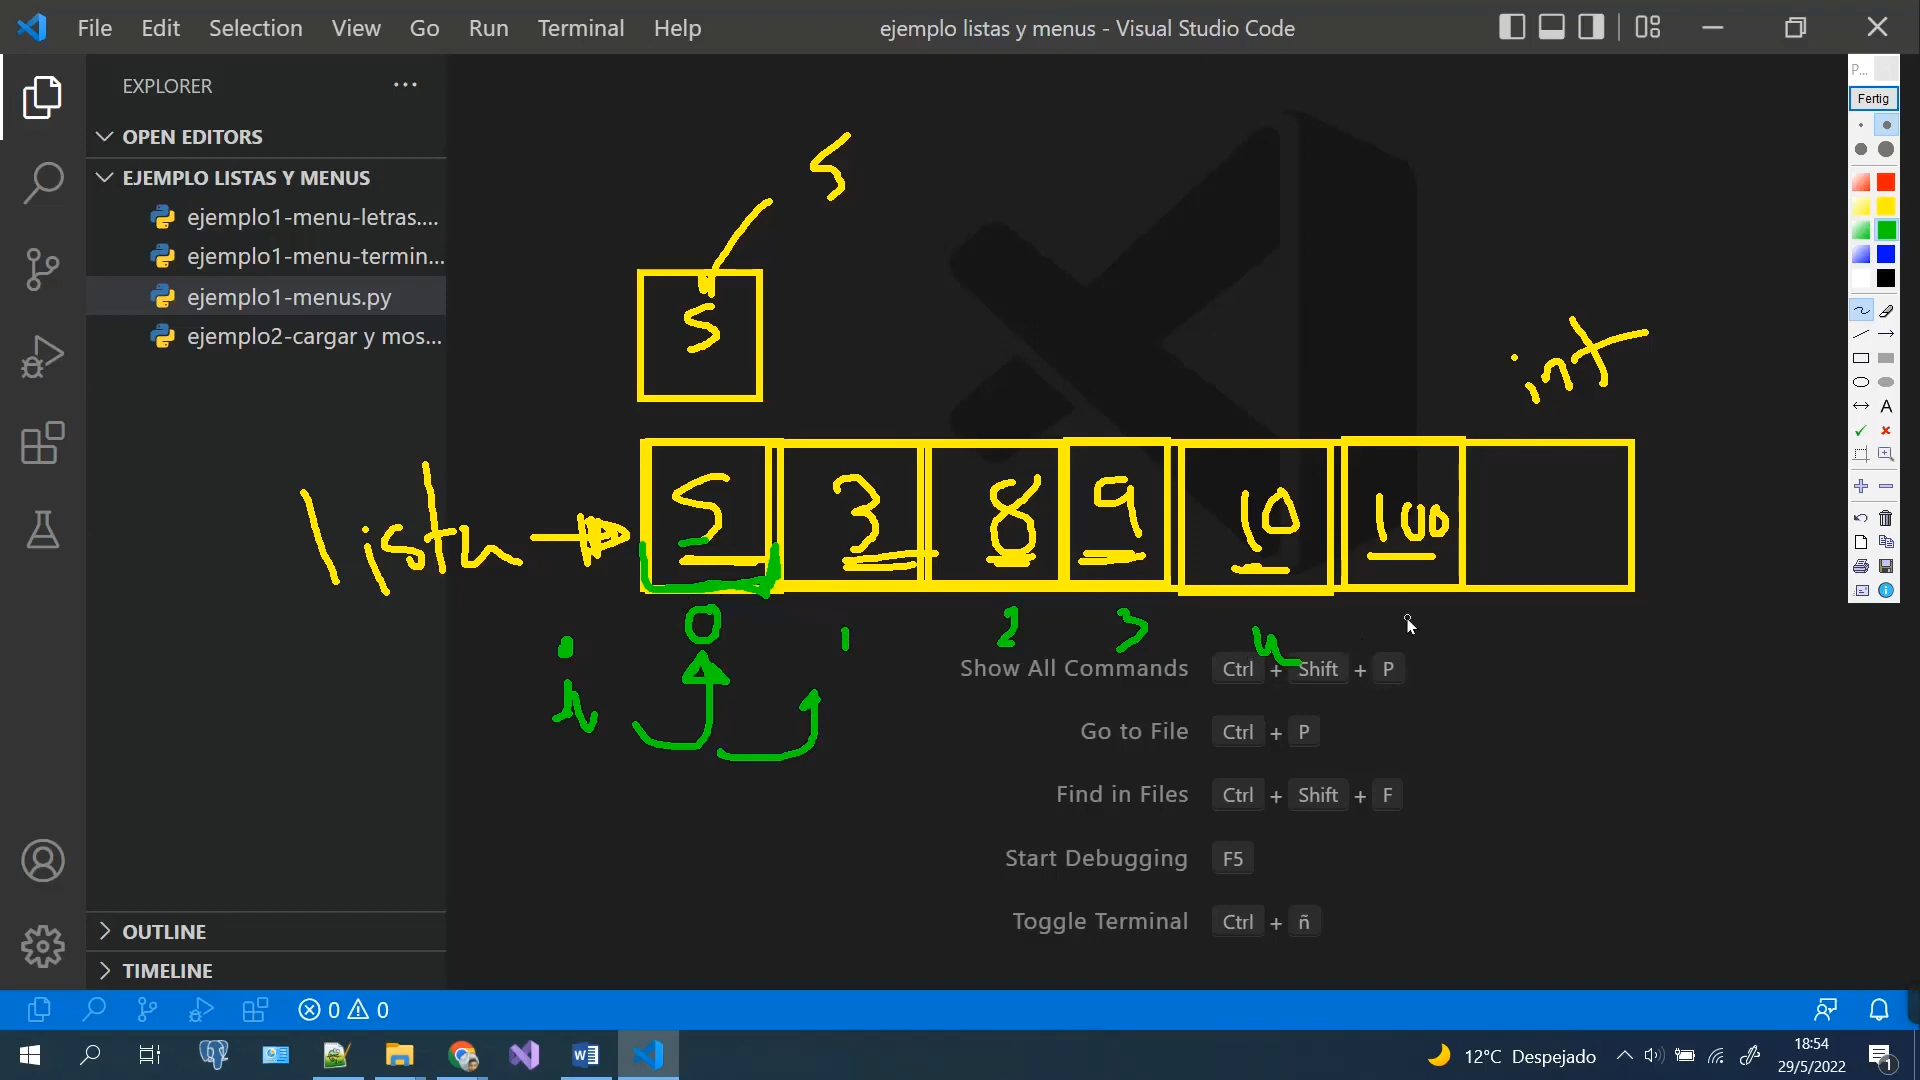 File Edit Selection View Go Run Terminal Help
ejemplo listas y menus - Visual Studio Code
P...
Fertig
EXPLORER
OPEN EDITORS
EJEMPLO LISTAS Y MENUS
ejemplo1-menu-letras....
ejemplo1-menu-termin...
ejemplo1-menus.py
ejemplo2-cargar y mos...
5
5
int
lista
5 3 8 9 10 100
0 1 2 3 4
i
Show All Commands Ctrl + Shift + P
Go to File Ctrl + P
Find in Files Ctrl + Shift + F
Start Debugging F5
Toggle Terminal Ctrl + ñ
OUTLINE
TIMELINE
0 0
12°C Despejado
18:54
29/5/2022
1